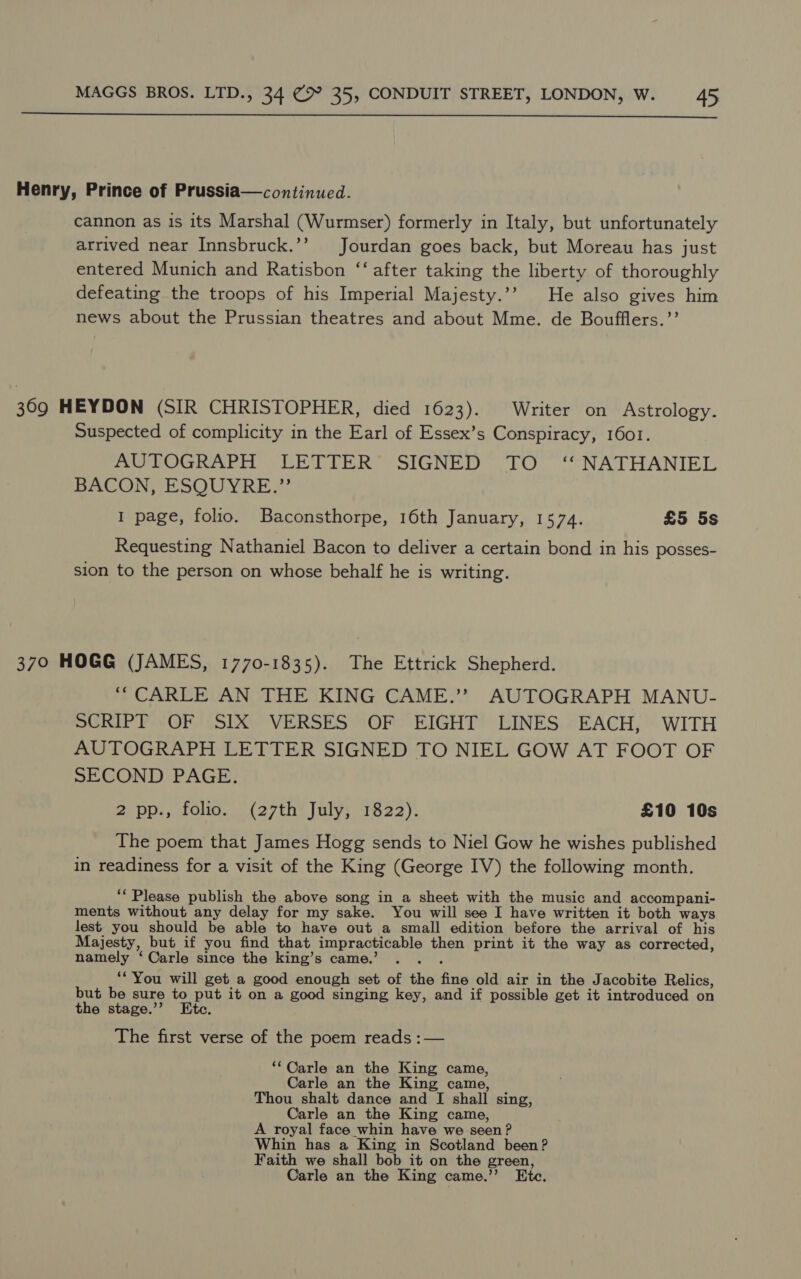 MAGGS BROS. LTD., 34 & 35, CONDUIT STREET, LONDON, W. 45
Henry, Prince of Prussia—continued.
cannon as is its Marshal (Wurmser) formerly in Italy, but unfortunately
arrived near Innsbruck.’’ Jourdan goes back, but Moreau has just
entered Munich and Ratisbon ‘‘ after taking the liberty of thoroughly
defeating the troops of his Imperial Majesty.’’ He also gives him
news about the Prussian theatres and about Mme. de Boufflers.’’
369 HEYDON (SIR CHRISTOPHER, died 1623). Writer on Astrology.
Suspected of complicity in the Earl of Essex’s Conspiracy, 1601.
AUTOGRAPH LETTER SIGNED TO ‘‘ NATHANIEL
BACON, ESQUYRE.’’
1 page, folio. Baconsthorpe, 16th January, 1574. £5 5s
Requesting Nathaniel Bacon to deliver a certain bond in his posses-
sion to the person on whose behalf he is writing.
370 HOGG (JAMES, 1770-1835). The Ettrick Shepherd.
‘‘ CARLE AN THE KING CAME.’’ AUTOGRAPH MANU-
SCRIPT OF SIX VERSES OF EIGHT LINES EACH, WITH
AUTOGRAPH LETTER SIGNED TO NIEL GOW AT FOOT OF
SECOND PAGE.
2 pp., folio. (27th July, 1822). £10 10s
The poem that James Hogg sends to Niel Gow he wishes published
in readiness for a visit of the King (George IV) the following month.
‘‘ Please publish the above song in a sheet with the music and accompani-
ments without any delay for my sake. You will see I have written it both ways
lest you should be able to have out a small edition before the arrival of his
Majesty, but if you find that impracticable then print it the way as corrected,
namely ‘ Carle since the king’s came.’ . . .
‘‘ You will get a good enough set of the fine old air in the Jacobite Relics,
but be sure to put it on a good singing key, and if possible get it introduced on
the stage.’’ Etc.
The first verse of the poem reads :—
‘‘ Carle an the King came,
Carle an the King came,
Thou shalt dance and I shall sing,
Carle an the King came,
A royal face whin have we seen?
Whin has a King in Scotland been?
Faith we shall bob it on the green,
Carle an the King came.’’ Etc.